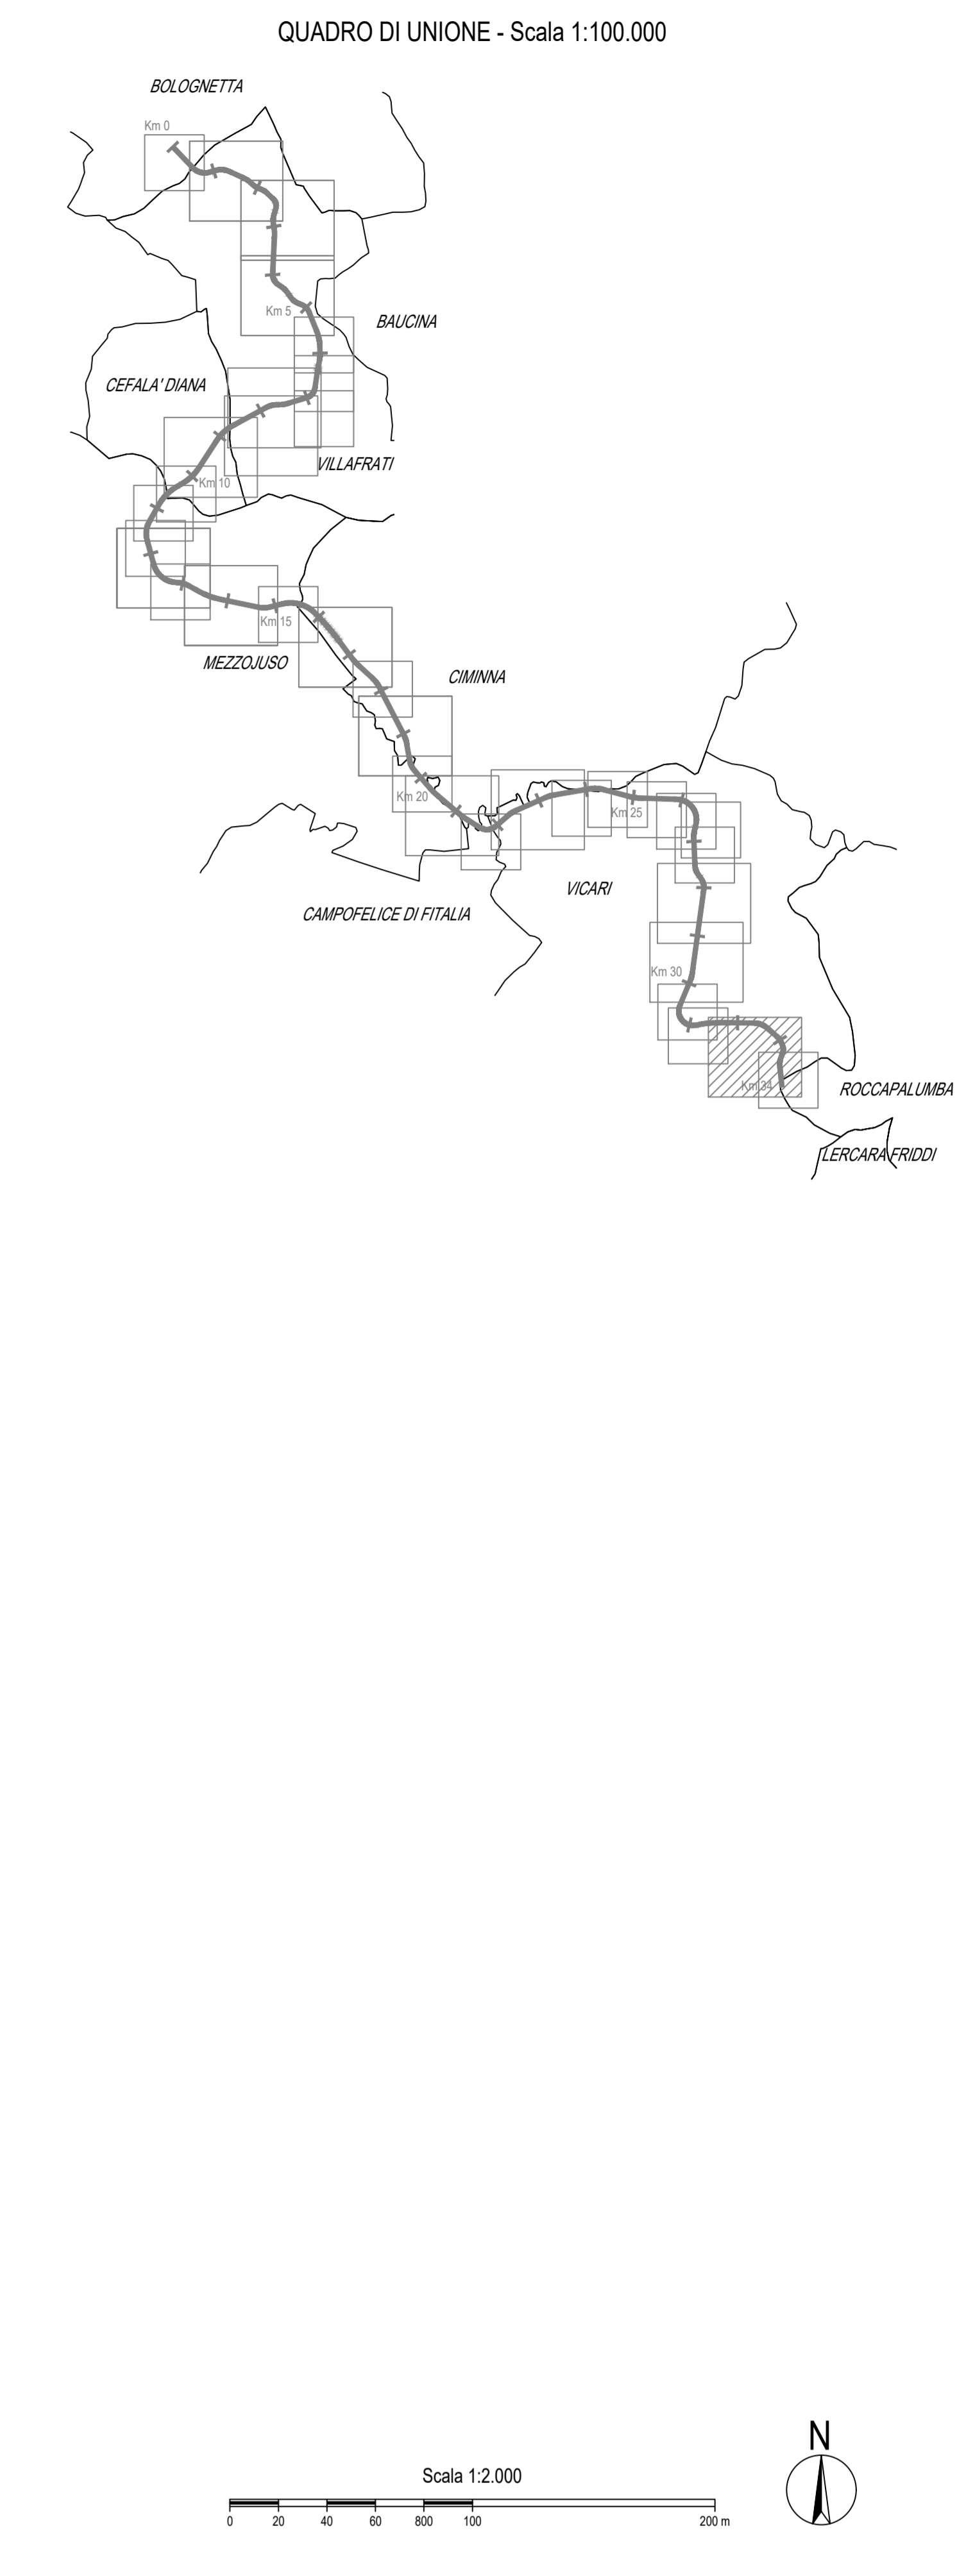 QUADRO DI UNIONE - Scala 1:100.000
BOLOGNETTA
Km 0
Km 5
BAUCINA
CEFALA' DIANA
VILLAFRATI
Km 10
Km 15
MEZZOJUSO
CIMINNA
Km 20
Km 25
VICARI
CAMPOFELICE DI FITALIA
Km 30
Km 34
ROCCAPALUMBA
LERCARA FRIDDI
N
Scala 1:2.000
0 20 40 60 800 100 200 m